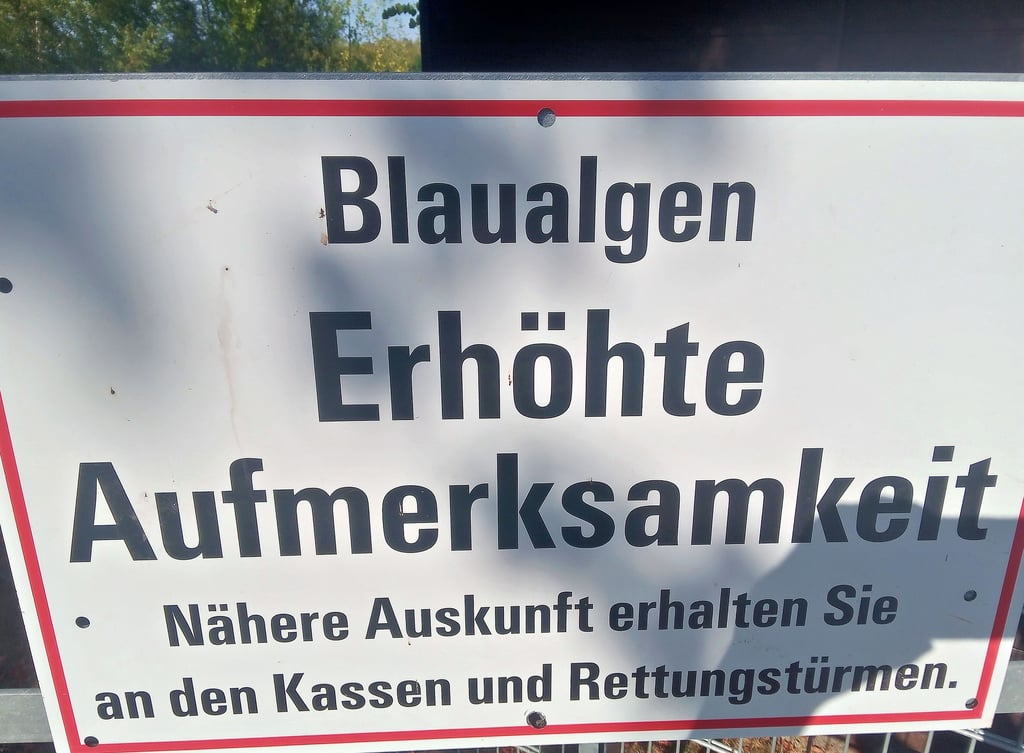 Blaualgen
Erhöhte
Aufmerksamkeit
Nähere Auskunft erhalten Sie
an den Kassen und Rettungstürmen.